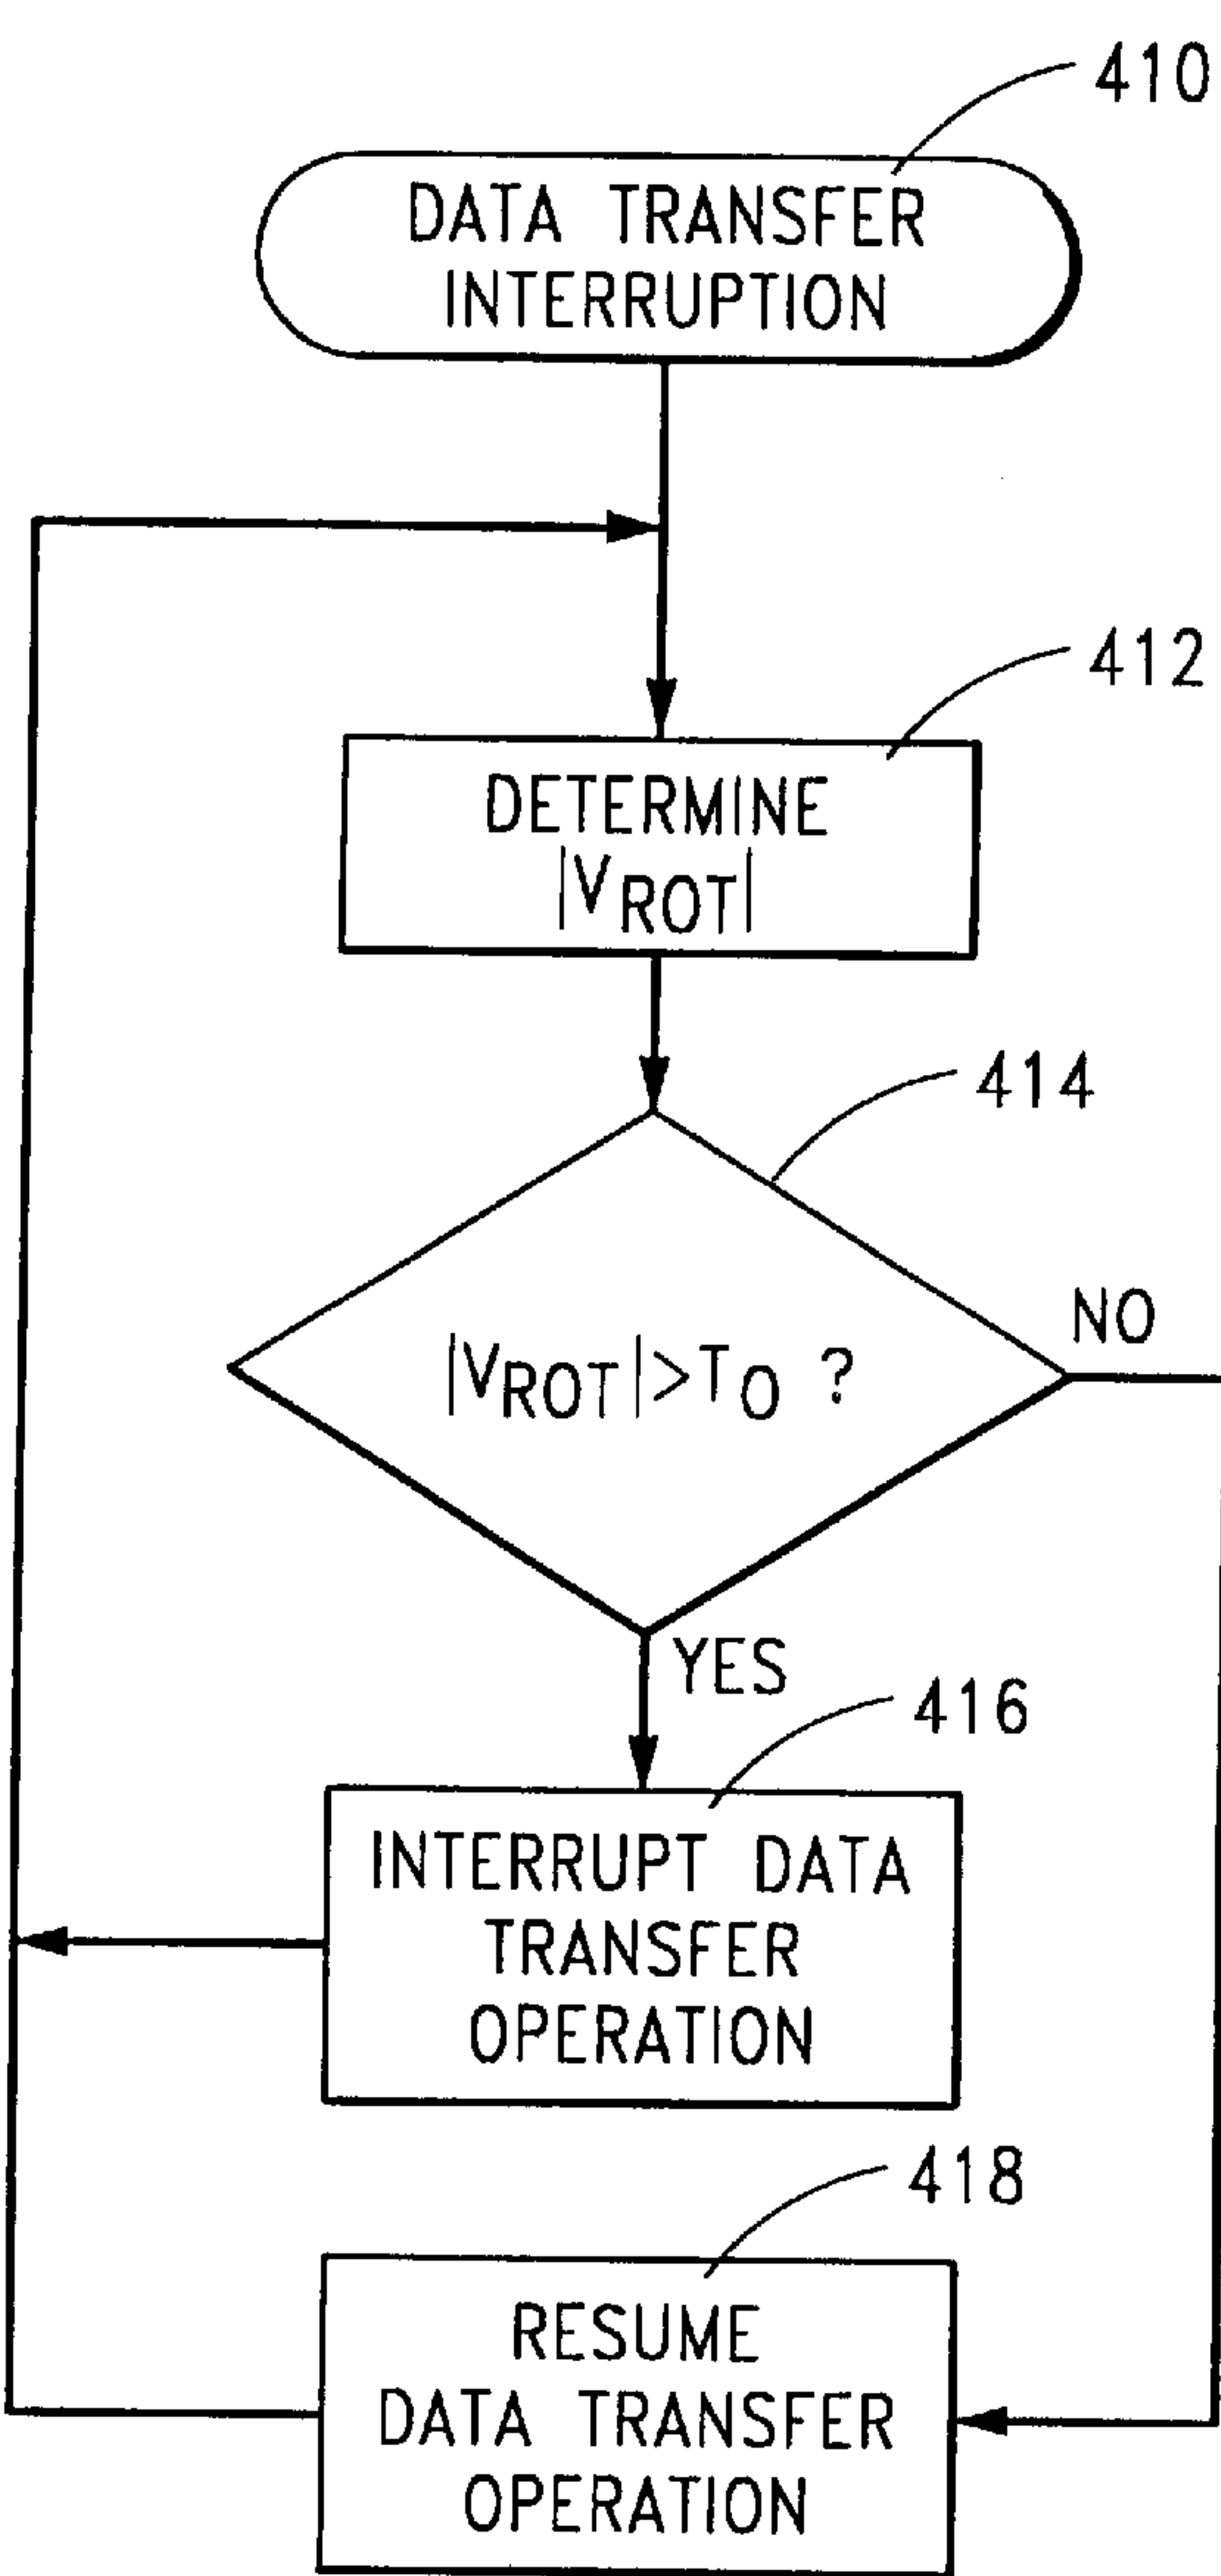 410
DATA TRANSFER
INTERRUPTION
412
DETERMINE
|VROT|
414
|VROT|>TO ?
NO
YES
416
INTERRUPT DATA
TRANSFER
OPERATION
418
RESUME
DATA TRANSFER
OPERATION